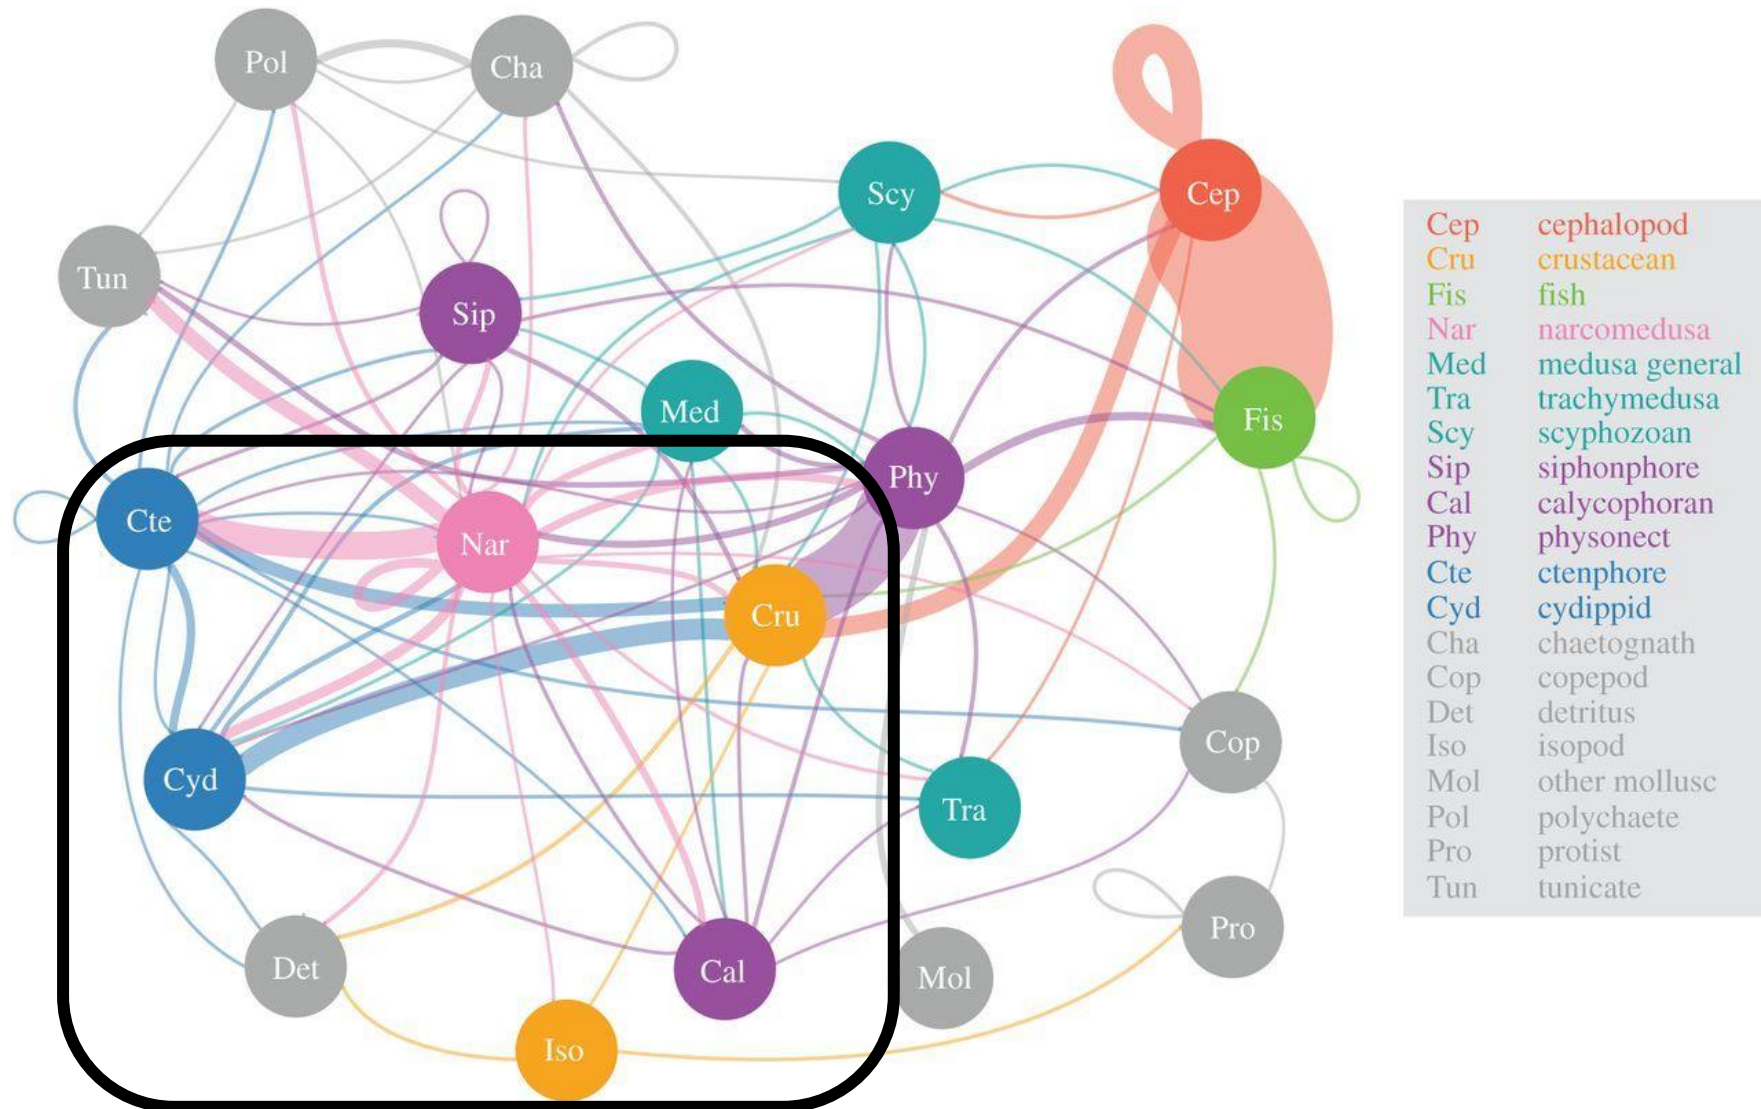 Pol
Cha
Scy
Cep
Tun
Sip
Med
Fis
Phy
Cte
Nar
Cru
Cop
Cyd
Tra
Pro
Det
Cal
Mol
Iso
Cep cephalopod
Cru crustacean
Fis fish
Nar narcomedusa
Med medusa general
Tra trachymedusa
Scy scyphozoan
Sip siphonphore
Cal calycophoran
Phy physonect
Cte ctenphore
Cyd cydippid
Cha chaetognath
Cop copepod
Det detritus
Iso isopod
Mol other mollusc
Pol polychaete
Pro protist
Tun tunicate